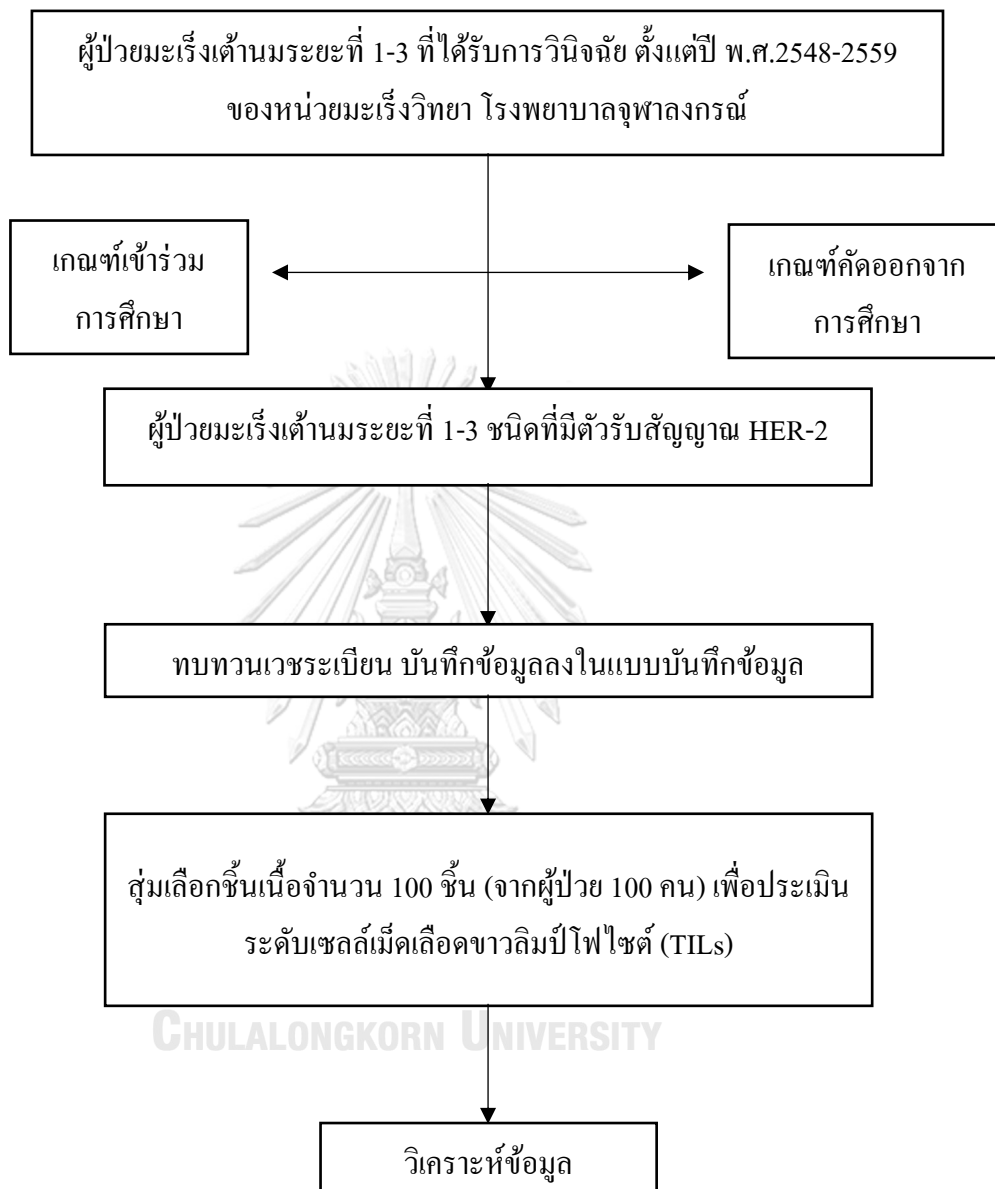 ผู้ป่วยมะเร็งเต้านมระยะที่ 1-3 ที่ได้รับการวินิจฉัย ตั้งแต่ปี พ.ศ.2548-2559
ของหน่วยมะเร็งวิทยา โรงพยาบาลจุฬาลงกรณ์
เกณฑ์เข้าร่วม
การศึกษา
เกณฑ์คัดออกจาก
การศึกษา
ผู้ป่วยมะเร็งเต้านมระยะที่ 1-3 ชนิดที่มีตัวรับสัญญาณ HER-2
ทบทวนเวชระเบียน บันทึกข้อมูลลงในแบบบันทึกข้อมูล
สุ่มเลือกชิ้นเนื้อจำนวน 100 ชิ้น (จากผู้ป่วย 100 คน) เพื่อประเมิน
ระดับเซลล์เม็ดเลือดขาวลิมป์โฟไซต์ (TILs)
CHULALONGKORN UNIVERSITY
วิเคราะห์ข้อมูล